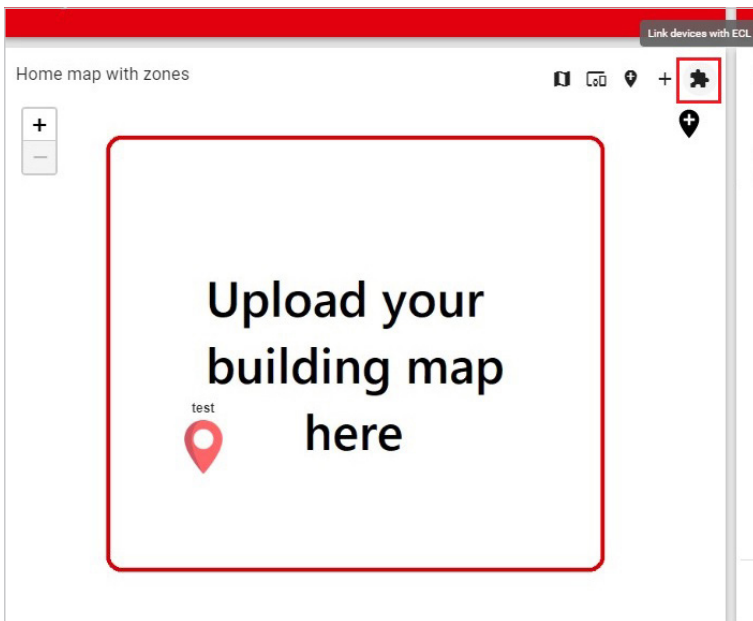 Link devices with ECL
Home map with zones
+
−
Upload your
building map
here
test